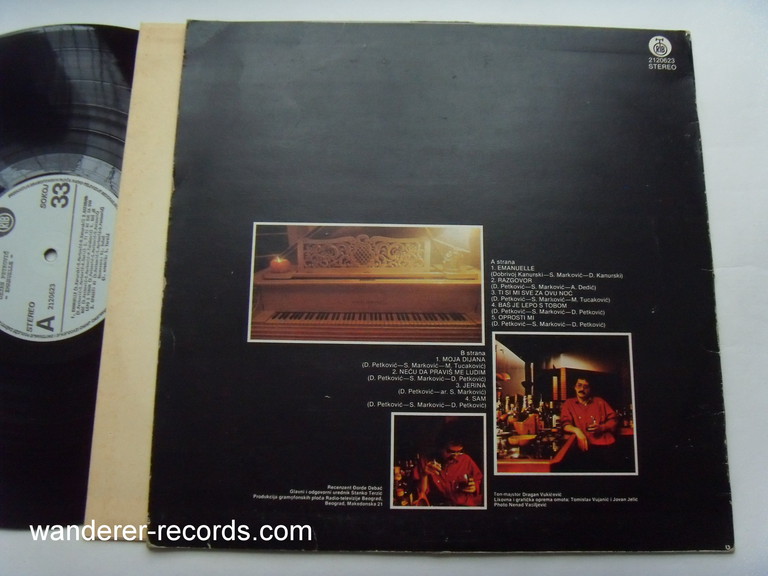 RTB
2120623
STEREO
SOKOJ
33
STEREO
A
2120623
A strana
1. EMANUELLE
(Dobrivoj Kanurski—S. Marković—D. Kanurski)
2. RAZGOVOR
(D. Petković—S. Marković—A. Dedić)
3. TI SI MI SVE ZA OVU NOĆ
(D. Petković—S. Marković—M. Tucaković)
4. BAŠ JE LEPO S TOBOM
(D. Petković—S. Marković—D. Petković)
5. OPROSTI MI
(D. Petković—S. Marković—D. Petković)
B strana
1. MOJA DIJANA
(D. Petković—S. Marković—M. Tucaković)
2. NEĆU DA PRAVIŠ ME LUDIM
(D. Petković—S. Marković—D. Petković)
3. JERINA
(D. Petković—ar. S. Marković)
4. SAM
(D. Petković—S. Marković—D. Petković)
Recenzent Đorđe Debač
Glavni i odgovorni urednik Stanko Terzić
Produkcija gramofonskih ploča Radio-televizije Beograd,
Beograd, Makedonska 21
Ton-majstor Dragan Vukićević
Likovna i grafička oprema omota: Tomislav Vujanić i Jovan Jelić
Photo Nenad Vasiljević
wanderer-records.com